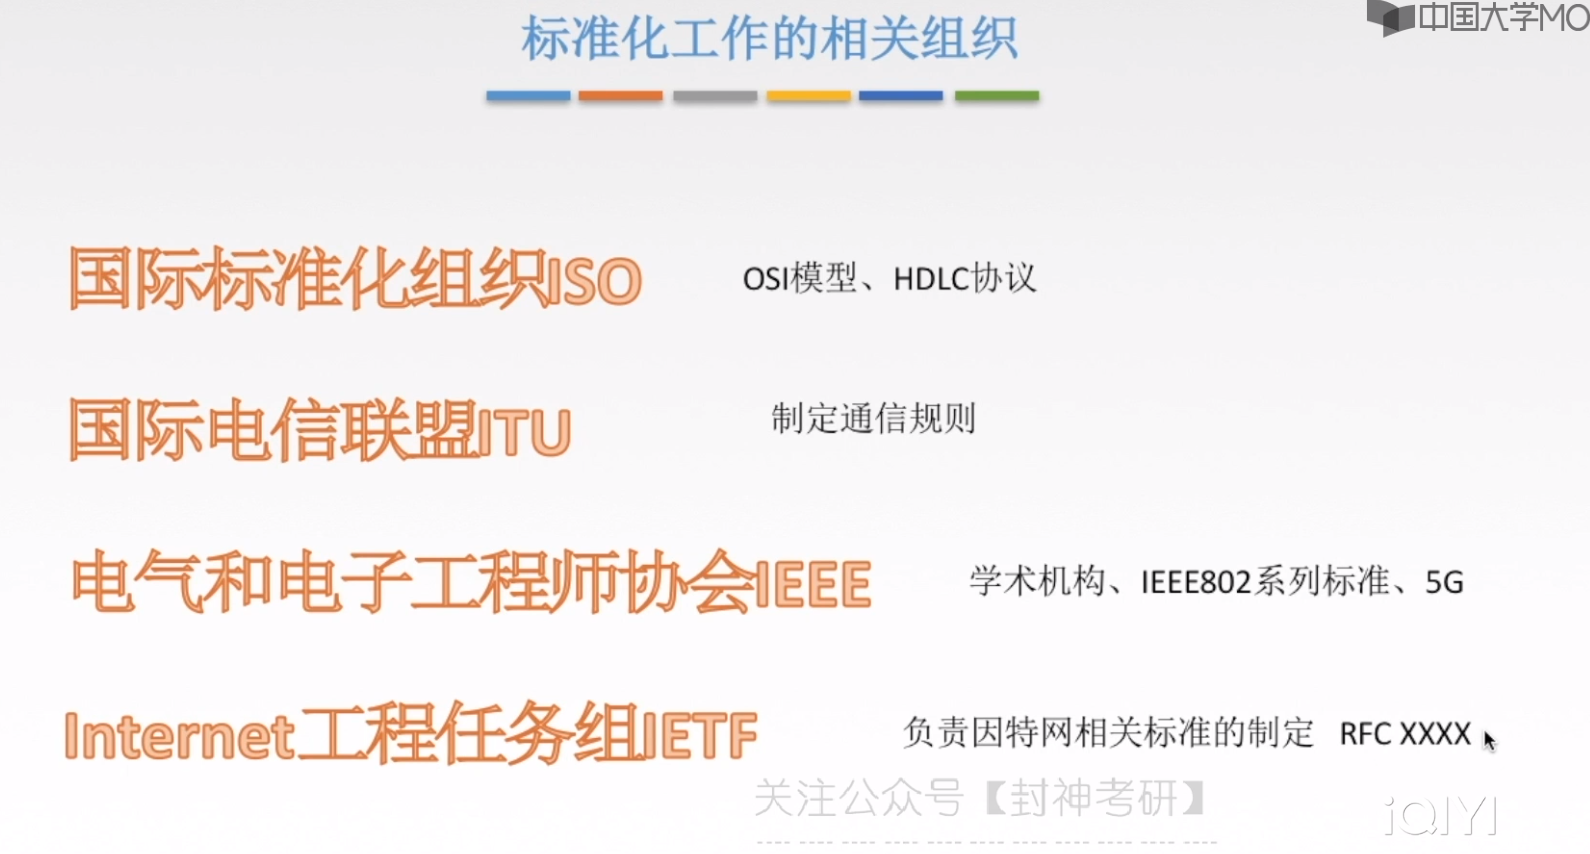 标准化工作的相关组织
中国大学MO
国际标准化组织ISO
OSI模型、HDLC协议
国际电信联盟ITU
制定通信规则
电气和电子工程师协会IEEE
学术机构、IEEE802系列标准、5G
Internet工程任务组IETF
负责因特网相关标准的制定 RFC XXXX
关注公众号【封神考研】
iQIYI